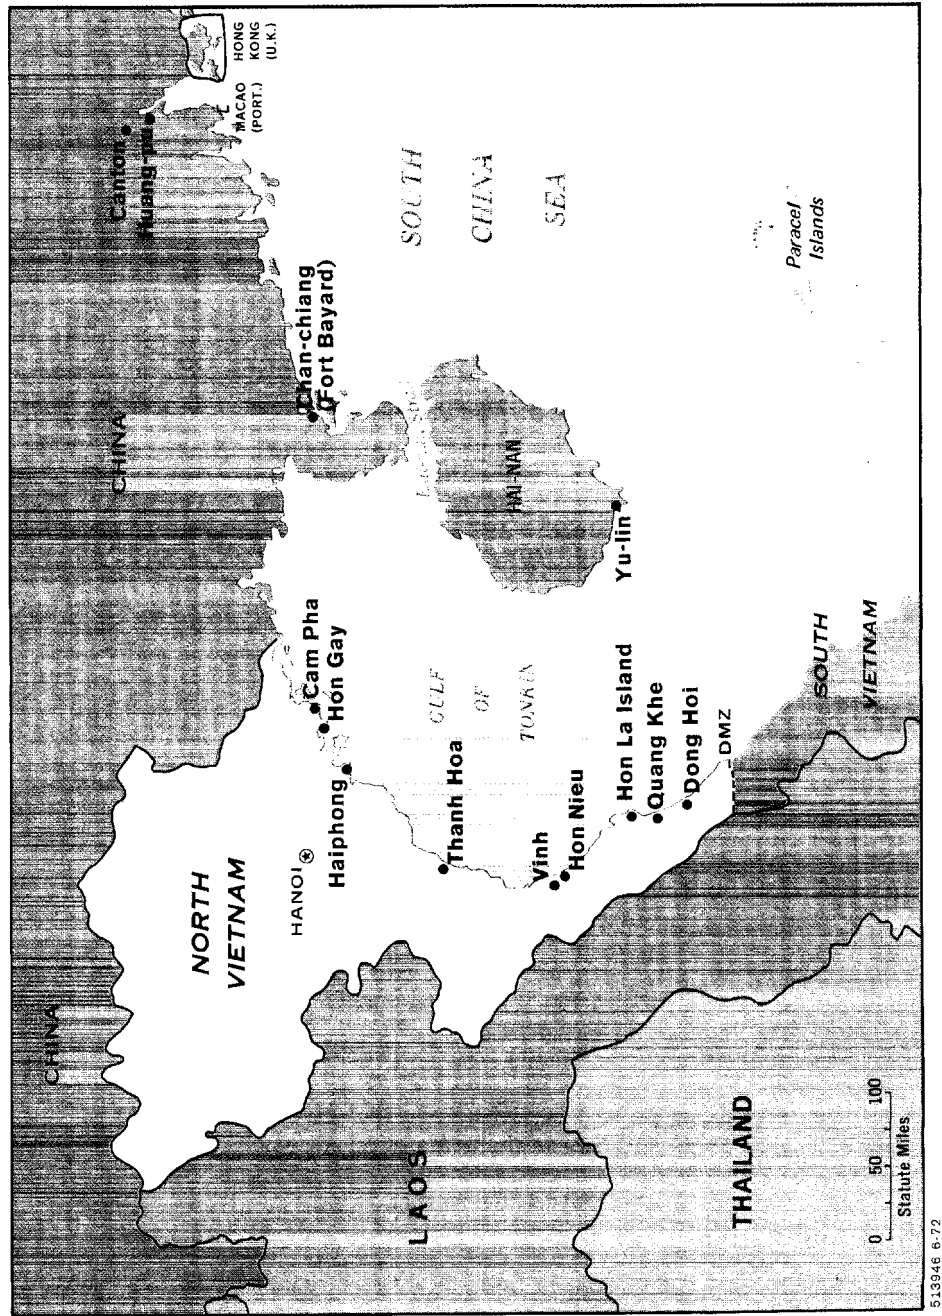 CHINA
CHINA
Canton
Huang-pu
HONG
KONG
(U.K.)
MACAO
(PORT.)
NORTH
VIETNAM
HANOI
Haiphong
Cam Pha
Hon Gay
Chan-chiang
(Fort Bayard)
SOUTH
CHINA
SEA
GULF
OF
TONKIN
HAI-NAN
Yu-lin
Paracel
Islands
LAOS
Thanh Hoa
Vinh
Hon Nieu
Hon La Island
Quang Khe
Dong Hoi
DMZ
SOUTH
VIETNAM
THAILAND
0 50 100
Statute Miles
513946 6-72